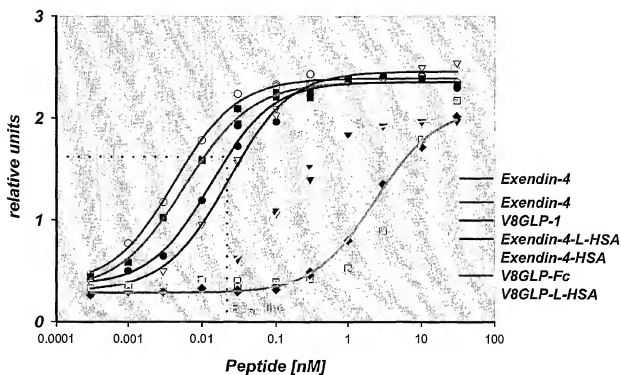 3
2
1
0
relative units
0.0001
0.001
0.01
0.1
1
10
100
Peptide [nM]
Exendin-4
Exendin-4
V8GLP-1
Exendin-4-L-HSA
Exendin-4-HSA
V8GLP-Fc
V8GLP-L-HSA